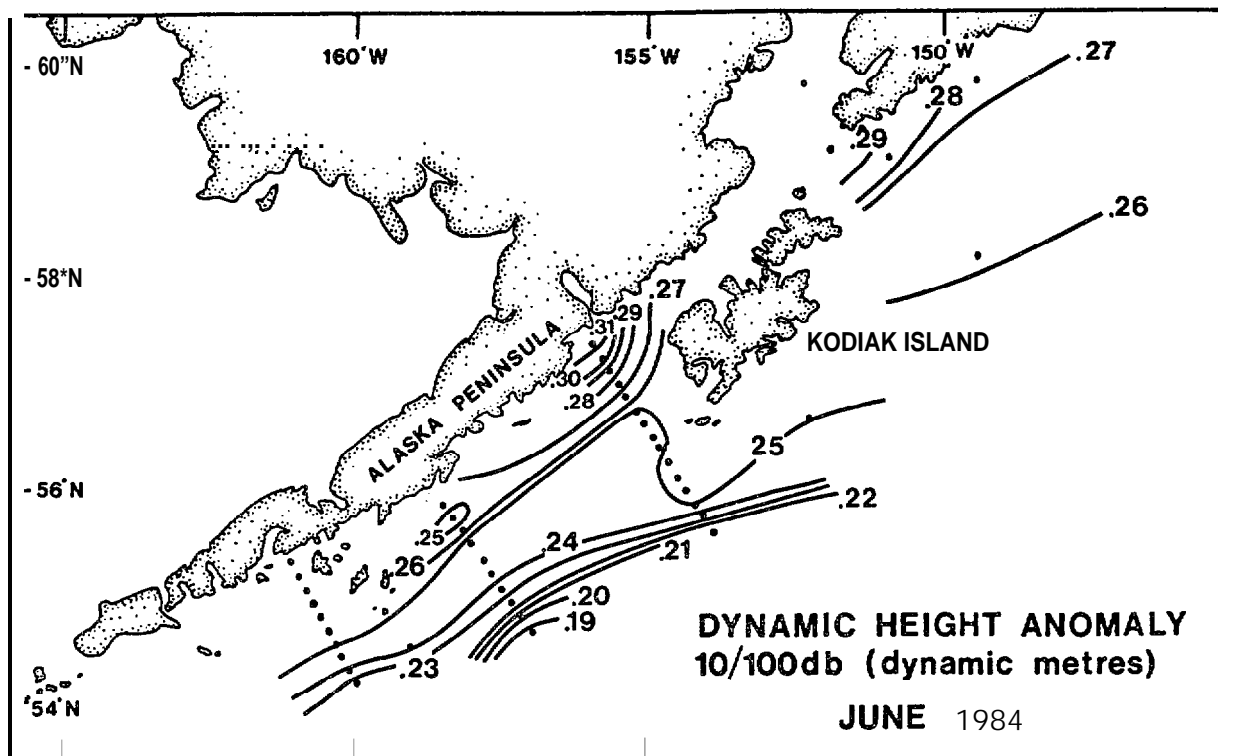 - 60"N
160°W
155°W
150°W
.27
.28
.29
.26
- 58*N
.27
.29
.31
.30
.28
KODIAK ISLAND
ALASKA PENINSULA
25
- 56°N
.22
.25
.24
.21
.26
.20
.19
.23
DYNAMIC HEIGHT ANOMALY
10/100db (dynamic metres)
'54°N
JUNE 1984